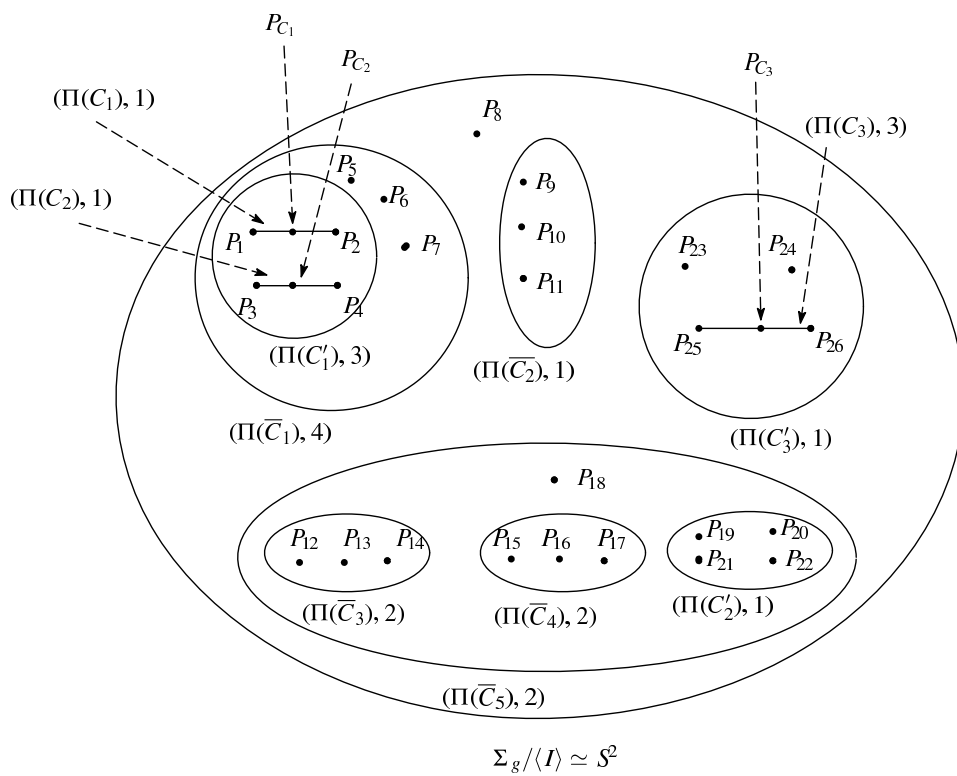 P_{C_1}
P_{C_2}
P_{C_3}
(Π(C_1), 1)
P_8
(Π(C_3), 3)
P_5
P_6
P_9
(Π(C_2), 1)
P_1
P_2
P_7
P_{10}
P_{23}
P_{24}
P_{11}
P_3
P_4
P_{25}
P_{26}
(Π(C′_1), 3)
(Π(\overline{C_2}), 1)
(Π(\overline{C}_1), 4)
(Π(C′_3), 1)
P_{18}
P_{12}
P_{13}
P_{14}
P_{15}
P_{16}
P_{17}
P_{19}
P_{20}
P_{21}
P_{22}
(Π(\overline{C}_3), 2)
(Π(\overline{C}_4), 2)
(Π(C′_2), 1)
(Π(\overline{C}_5), 2)
Σ_g/⟨I⟩ ≃ S^2